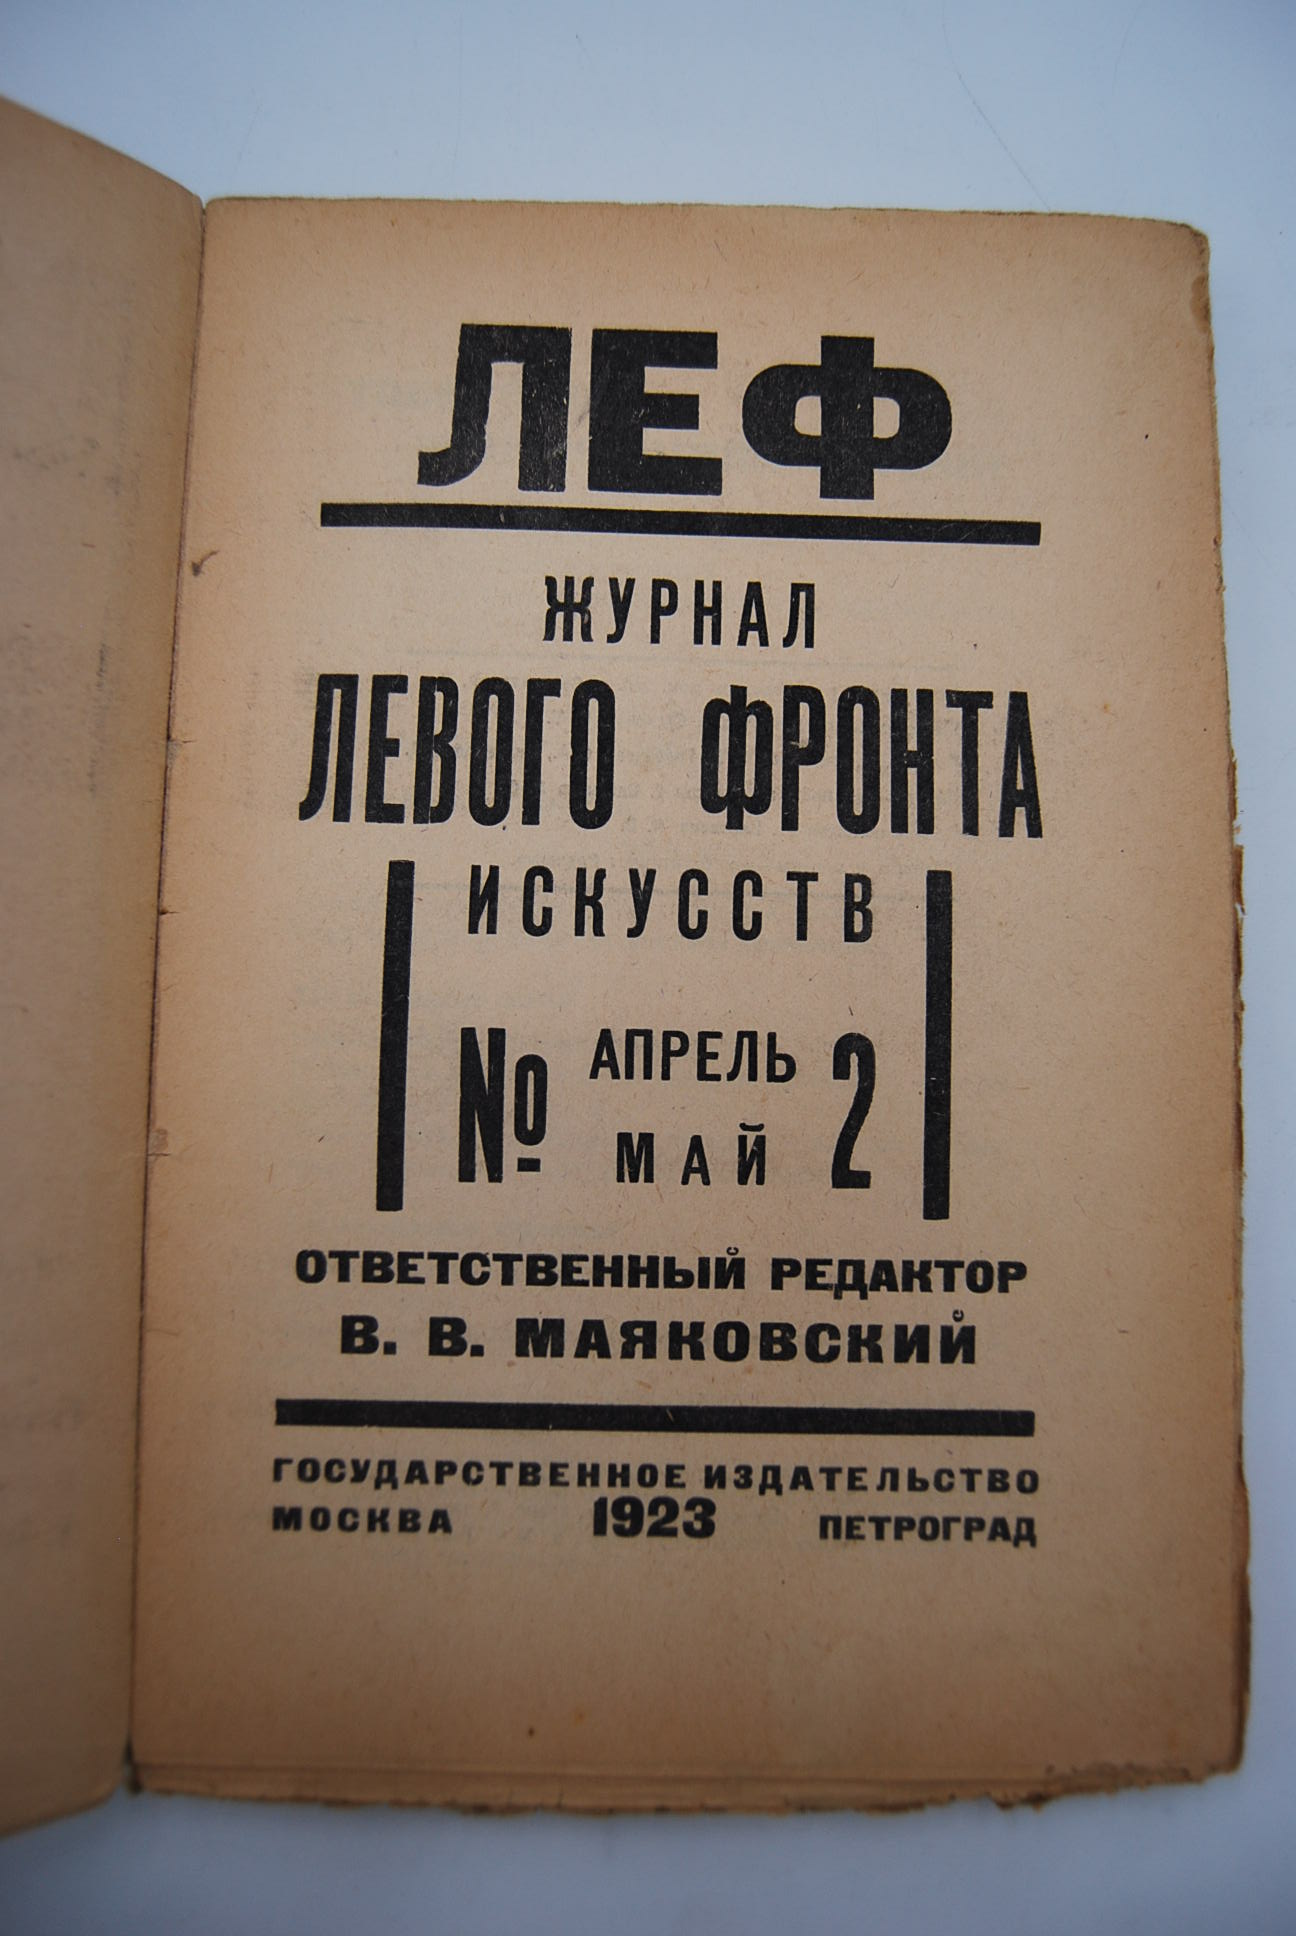 ЛЕФ
ЖУРНАЛ
ЛЕВОГО ФРОНТА
ИСКУССТВ
№ АПРЕЛЬ 2
МАЙ
ОТВЕТСТВЕННЫЙ РЕДАКТОР
В. В. МАЯКОВСКИЙ
ГОСУДАРСТВЕННОЕ ИЗДАТЕЛЬСТВО
МОСКВА 1923 ПЕТРОГРАД